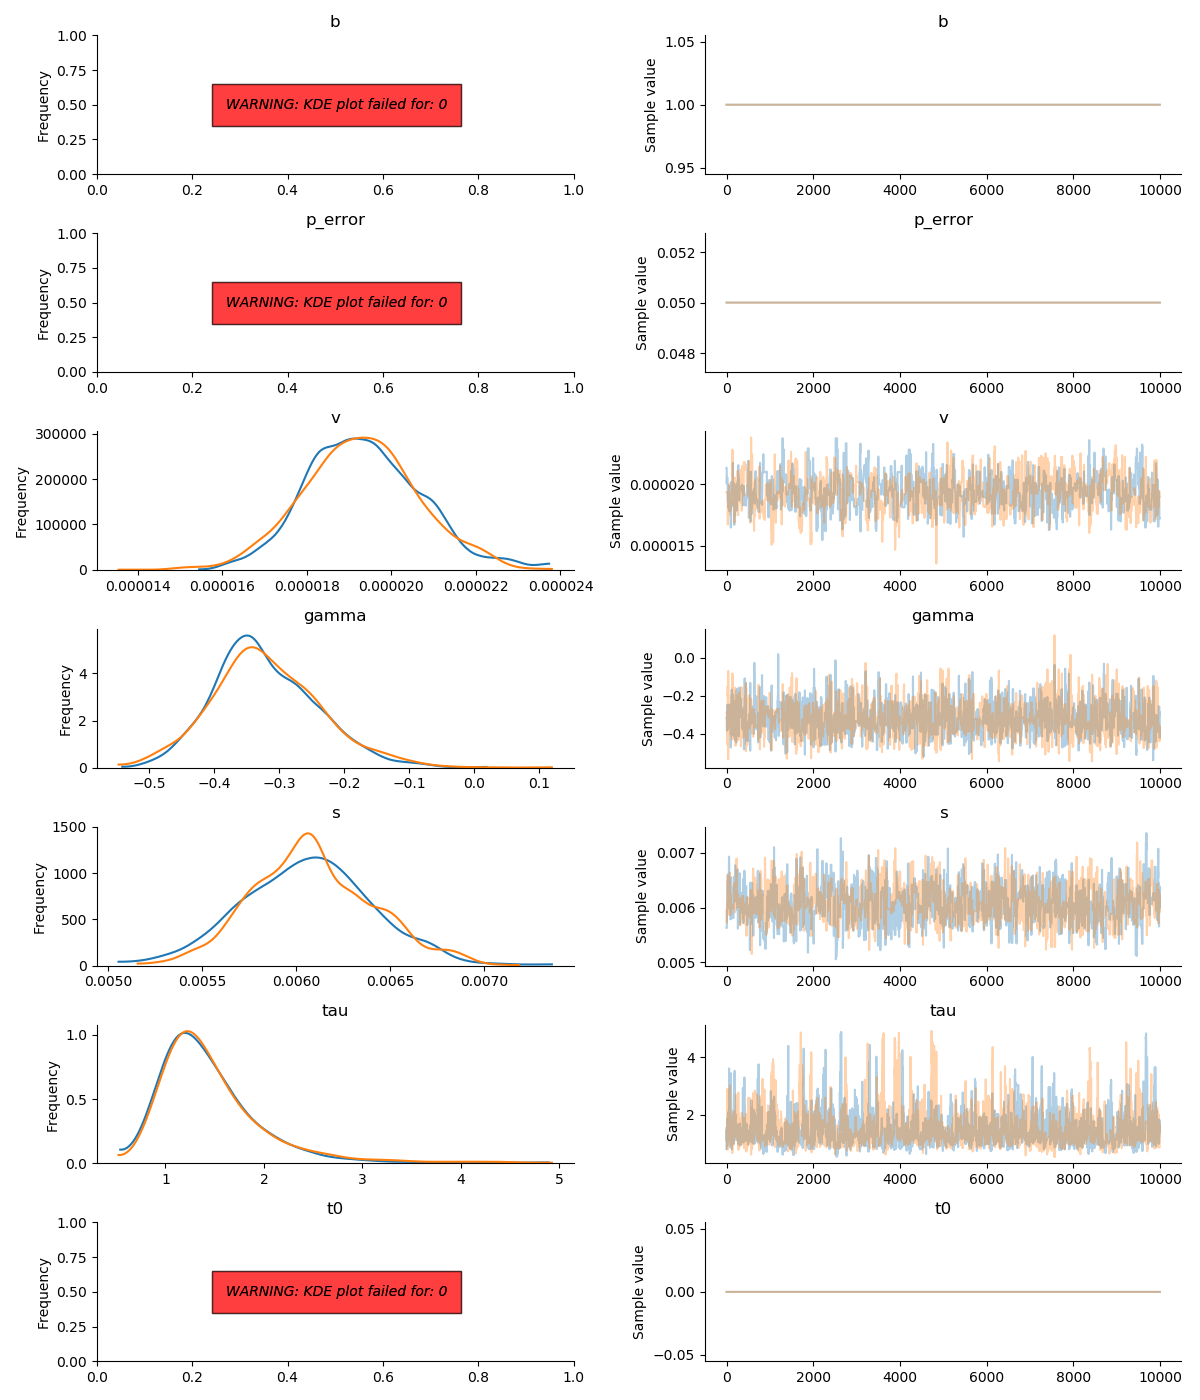 b
Frequency
1.00
0.75
0.50
0.25
0.00
WARNING: KDE plot failed for: 0
0.0 0.2 0.4 0.6 0.8 1.0
b
Sample value
1.05
1.00
0.95
0 2000 4000 6000 8000 10000
p_error
Frequency
1.00
0.75
0.50
0.25
0.00
WARNING: KDE plot failed for: 0
0.0 0.2 0.4 0.6 0.8 1.0
p_error
Sample value
0.052
0.050
0.048
0 2000 4000 6000 8000 10000
v
Frequency
300000
200000
100000
0
0.000014 0.000016 0.000018 0.000020 0.000022 0.000024
v
Sample value
0.000020
0.000015
0 2000 4000 6000 8000 10000
gamma
Frequency
4
2
0
−0.5 −0.4 −0.3 −0.2 −0.1 0.0 0.1
gamma
Sample value
0.0
−0.2
−0.4
0 2000 4000 6000 8000 10000
s
Frequency
1500
1000
500
0
0.0050 0.0055 0.0060 0.0065 0.0070
s
Sample value
0.007
0.006
0.005
0 2000 4000 6000 8000 10000
tau
Frequency
1.0
0.5
0.0
1 2 3 4 5
tau
Sample value
4
2
0 2000 4000 6000 8000 10000
t0
Frequency
1.00
0.75
0.50
0.25
0.00
WARNING: KDE plot failed for: 0
0.0 0.2 0.4 0.6 0.8 1.0
t0
Sample value
0.05
0.00
−0.05
0 2000 4000 6000 8000 10000